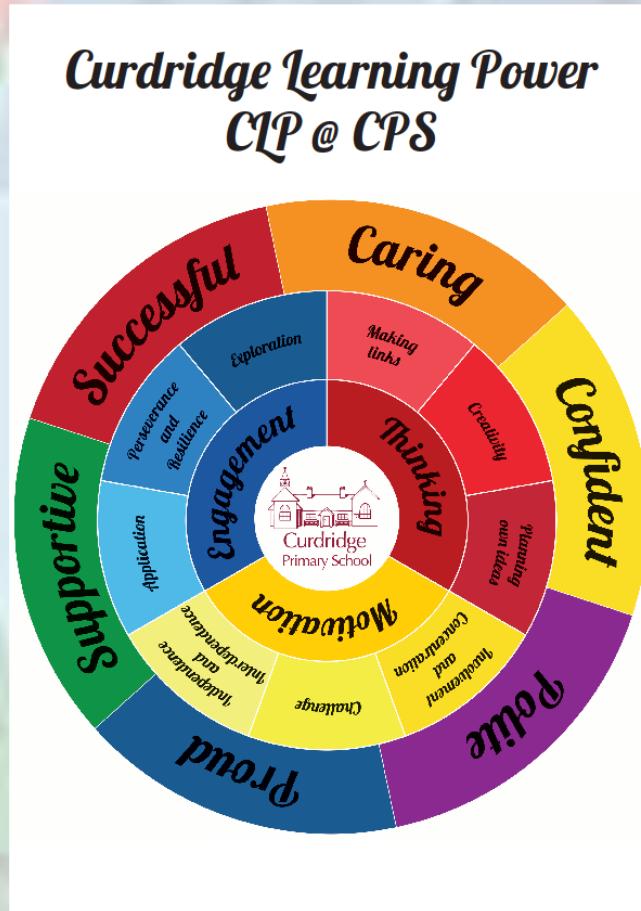 Curdridge Learning Power
CLP @ CPS
Successful
Caring
Confident
Polite
Proud
Supportive
Exploration
Making
links
Creativity
Planning
own ideas
Involvement
and
Concentration
Challenge
Independence
and
Interdependence
Application
Perseverance
and
Resilience
Engagement
Thinking
Motivation
Curdridge
Primary School